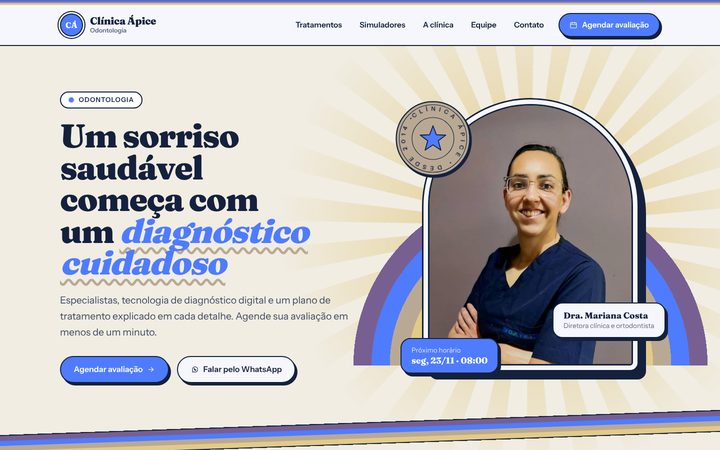 CÁ
Clínica Ápice
Odontologia
Tratamentos
Simuladores
A clínica
Equipe
Contato
Agendar avaliação
ODONTOLOGIA
Um sorriso
saudável
começa com
um diagnóstico
cuidadoso
Especialistas, tecnologia de diagnóstico digital e um plano de
tratamento explicado em cada detalhe. Agende sua avaliação em
menos de um minuto.
Agendar avaliação →
Falar pelo WhatsApp
CLÍNICA ÁPICE · DESDE 2014 ·
Dra. Mariana Costa
Diretora clínica e ortodontista
Próximo horário
seg, 23/11 · 08:00